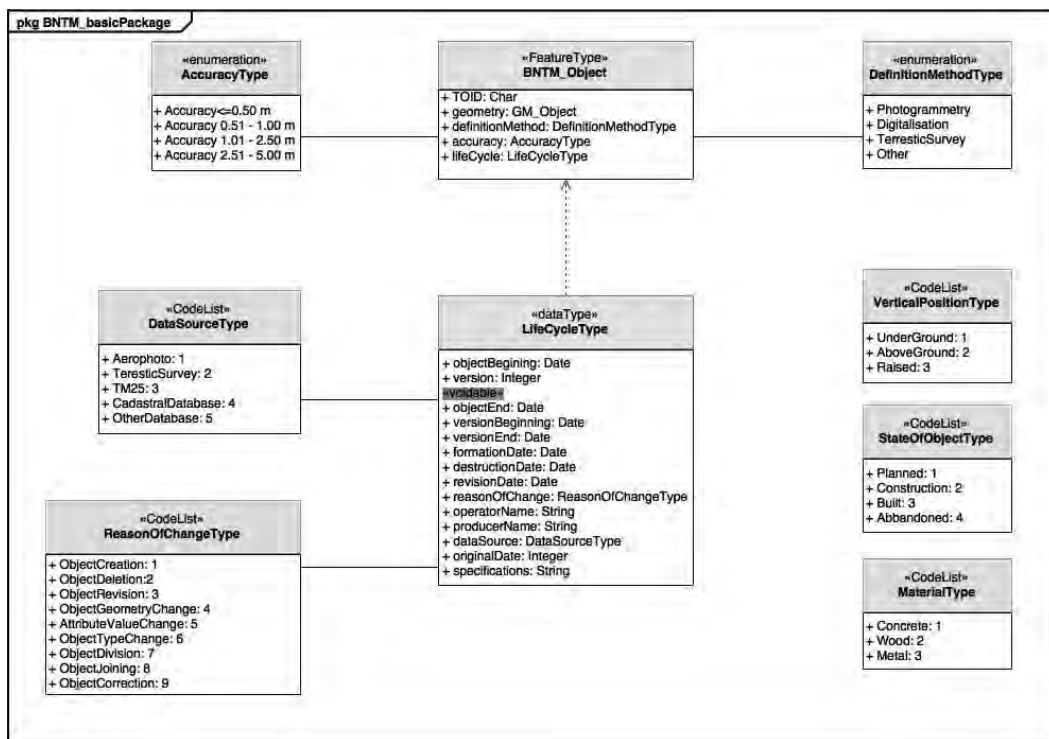 pkg BNTM_basicPackage
«enumeration»
AccuracyType
+ Accuracy<=0.50 m
+ Accuracy 0.51 - 1.00 m
+ Accuracy 1.01 - 2.50 m
+ Accuracy 2.51 - 5.00 m
«FeatureType»
BNTM_Object
+ TOID: Char
+ geometry: GM_Object
+ definitionMethod: DefinitionMethodType
+ accuracy: AccuracyType
+ lifeCycle: LifeCycleType
«enumeration»
DefinitionMethodType
+ Photogrammetry
+ Digitalisation
+ TerresticSurvey
+ Other
«CodeList»
DataSourceType
+ Aerophoto: 1
+ TeresticSurvey: 2
+ TM25: 3
+ CadastralDatabase: 4
+ OtherDatabase: 5
«dataType»
LifeCycleType
+ objectBegining: Date
+ version: Integer
«voidable»
+ objectEnd: Date
+ versionBeginning: Date
+ versionEnd: Date
+ formationDate: Date
+ destructionDate: Date
+ revisionDate: Date
+ reasonOfChange: ReasonOfChangeType
+ operatorName: String
+ producerName: String
+ dataSource: DataSourceType
+ originalDate: Integer
+ specifications: String
«CodeList»
VerticalPositionType
+ UnderGround: 1
+ AboveGround: 2
+ Raised: 3
«CodeList»
StateOfObjectType
+ Planned: 1
+ Construction: 2
+ Built: 3
+ Abbandoned: 4
«CodeList»
ReasonOfChangeType
+ ObjectCreation: 1
+ ObjectDeletion:2
+ ObjectRevision: 3
+ ObjectGeometryChange: 4
+ AttributeValueChange: 5
+ ObjectTypeChange: 6
+ ObjectDivision: 7
+ ObjectJoining: 8
+ ObjectCorrection: 9
«CodeList»
MaterialType
+ Concrete: 1
+ Wood: 2
+ Metal: 3